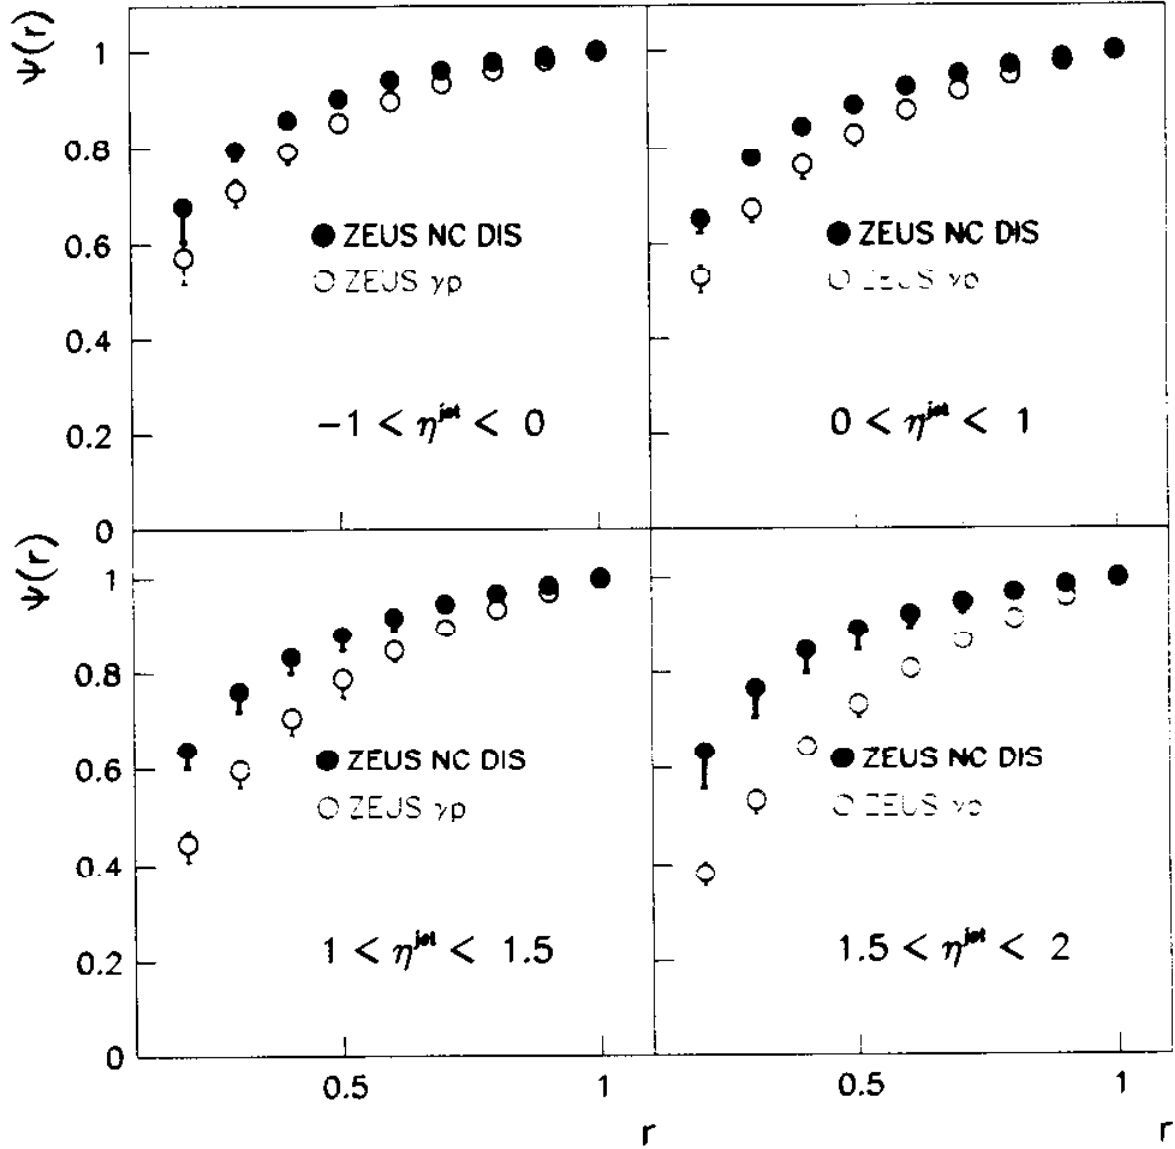 ψ(r)
1
0.8
0.6
0.4
0.2
0
ZEUS NC DIS
ZEUS γp
−1 < η^jet < 0
ZEUS NC DIS
0 < η^jet < 1
ψ(r)
1
0.8
0.6
0.4
0.2
0
ZEUS NC DIS
ZEUS γp
1 < η^jet < 1.5
ZEUS NC DIS
1.5 < η^jet < 2
0.5
1
r
0.5
1
r